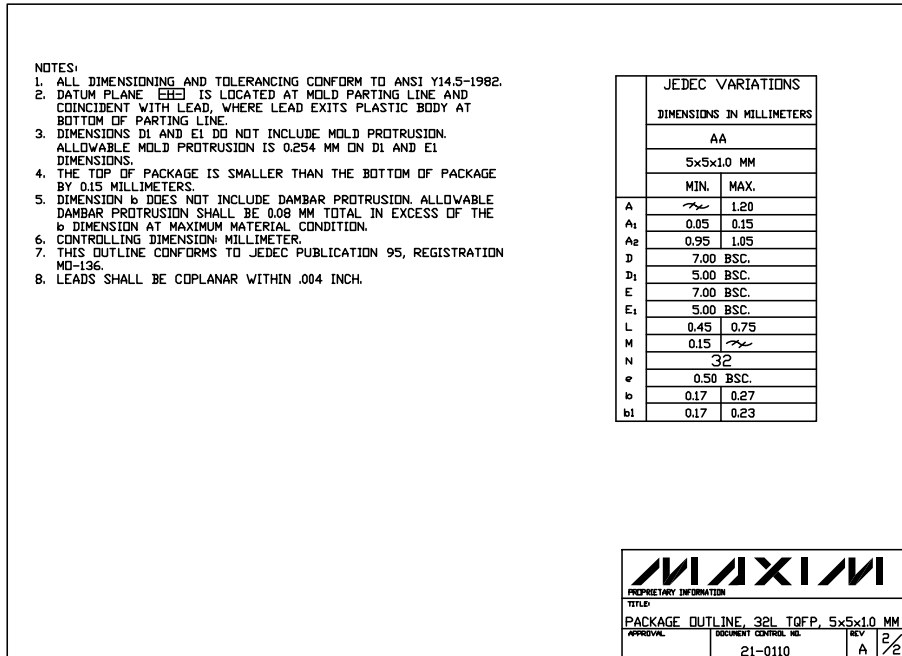 NOTES:
1. ALL DIMENSIONING AND TOLERANCING CONFORM TO ANSI Y14.5-1982.
2. DATUM PLANE -H- IS LOCATED AT MOLD PARTING LINE AND
COINCIDENT WITH LEAD, WHERE LEAD EXITS PLASTIC BODY AT
BOTTOM OF PARTING LINE.
3. DIMENSIONS D1 AND E1 DO NOT INCLUDE MOLD PROTRUSION.
ALLOWABLE MOLD PROTRUSION IS 0.254 MM ON D1 AND E1
DIMENSIONS.
4. THE TOP OF PACKAGE IS SMALLER THAN THE BOTTOM OF PACKAGE
BY 0.15 MILLIMETERS.
5. DIMENSION b DOES NOT INCLUDE DAMBAR PROTRUSION. ALLOWABLE
DAMBAR PROTRUSION SHALL BE 0.08 MM TOTAL IN EXCESS OF THE
b DIMENSION AT MAXIMUM MATERIAL CONDITION.
6. CONTROLLING DIMENSION: MILLIMETER.
7. THIS OUTLINE CONFORMS TO JEDEC PUBLICATION 95, REGISTRATION
MO-136.
8. LEADS SHALL BE COPLANAR WITHIN .004 INCH.
JEDEC VARIATIONS
DIMENSIONS IN MILLIMETERS
AA
5x5x1.0 MM
MIN. MAX.
A 1.20
A1 0.05 0.15
A2 0.95 1.05
D 7.00 BSC.
D1 5.00 BSC.
E 7.00 BSC.
E1 5.00 BSC.
L 0.45 0.75
M 0.15
N 32
e 0.50 BSC.
b 0.17 0.27
b1 0.17 0.23
MAXIM
PROPRIETARY INFORMATION
TITLE:
PACKAGE OUTLINE, 32L TQFP, 5x5x1.0 MM
APPROVAL DOCUMENT CONTROL NO. REV
21-0110 A 2/2